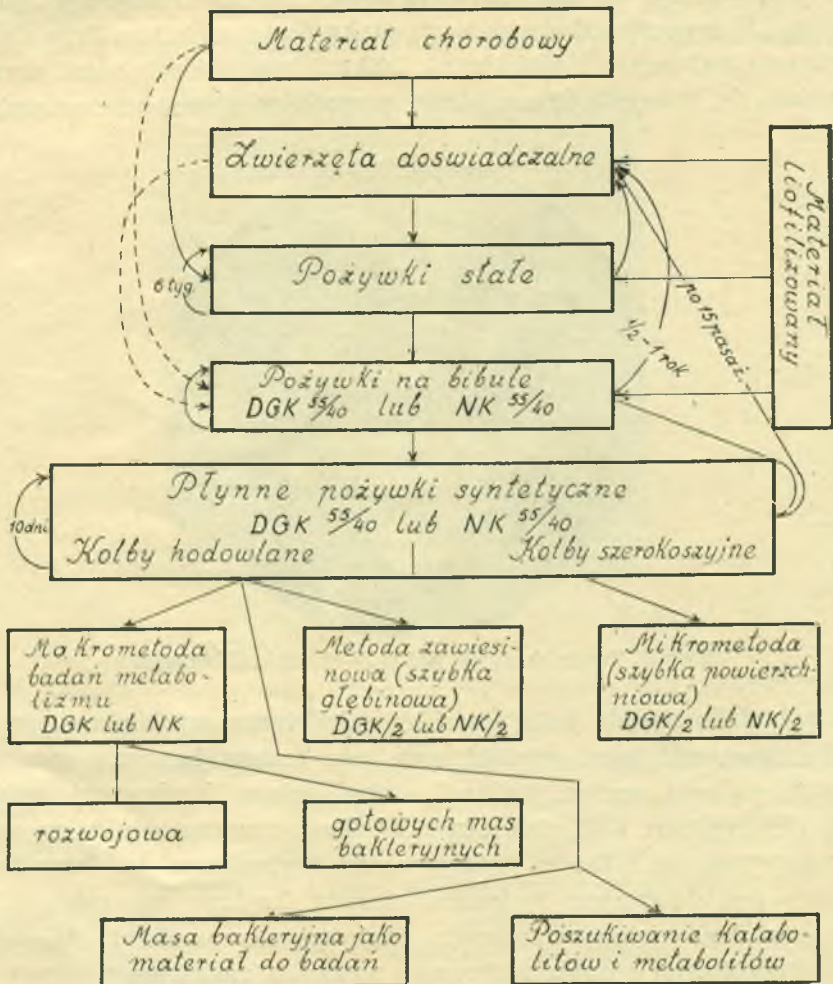 Materiał chorobowy
Zwierzęta doświadczalne
Materiał
liofilizowany
Pożywki stałe
6 tyg.
po 15 pasaż.
1/2 - 1 rok
Pożywki na bibule
DGK 55/40 lub NK 55/40
Płynne pożywki syntetyczne
DGK 55/40 lub NK 55/40
10 dni
Kolby hodowlane
Kolby szerokoszyjne
Makrometoda
badań metabo-
lizmu
DGK lub NK
Metoda zawiesi-
nowa (szybka
głębinowa)
DGK/2 lub NK/2
Mikrometoda
(szybka powierzch-
niowa)
DGK/2 lub NK/2
rozwojowa
gotowych mas
bakteryjnych
Masa bakteryjna jako
materiał do badań
Poszukiwanie katabo-
litów i metabolitów